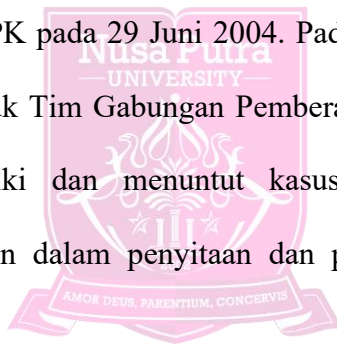 PK pada 29 Juni 2004. Pad
Nusa Putra
UNIVERSITY
k Tim Gabungan Pembera
ki dan menuntut kasus
n dalam penyitaan dan p
AMOR DEUS, PARENTIUM, CONCERVIS